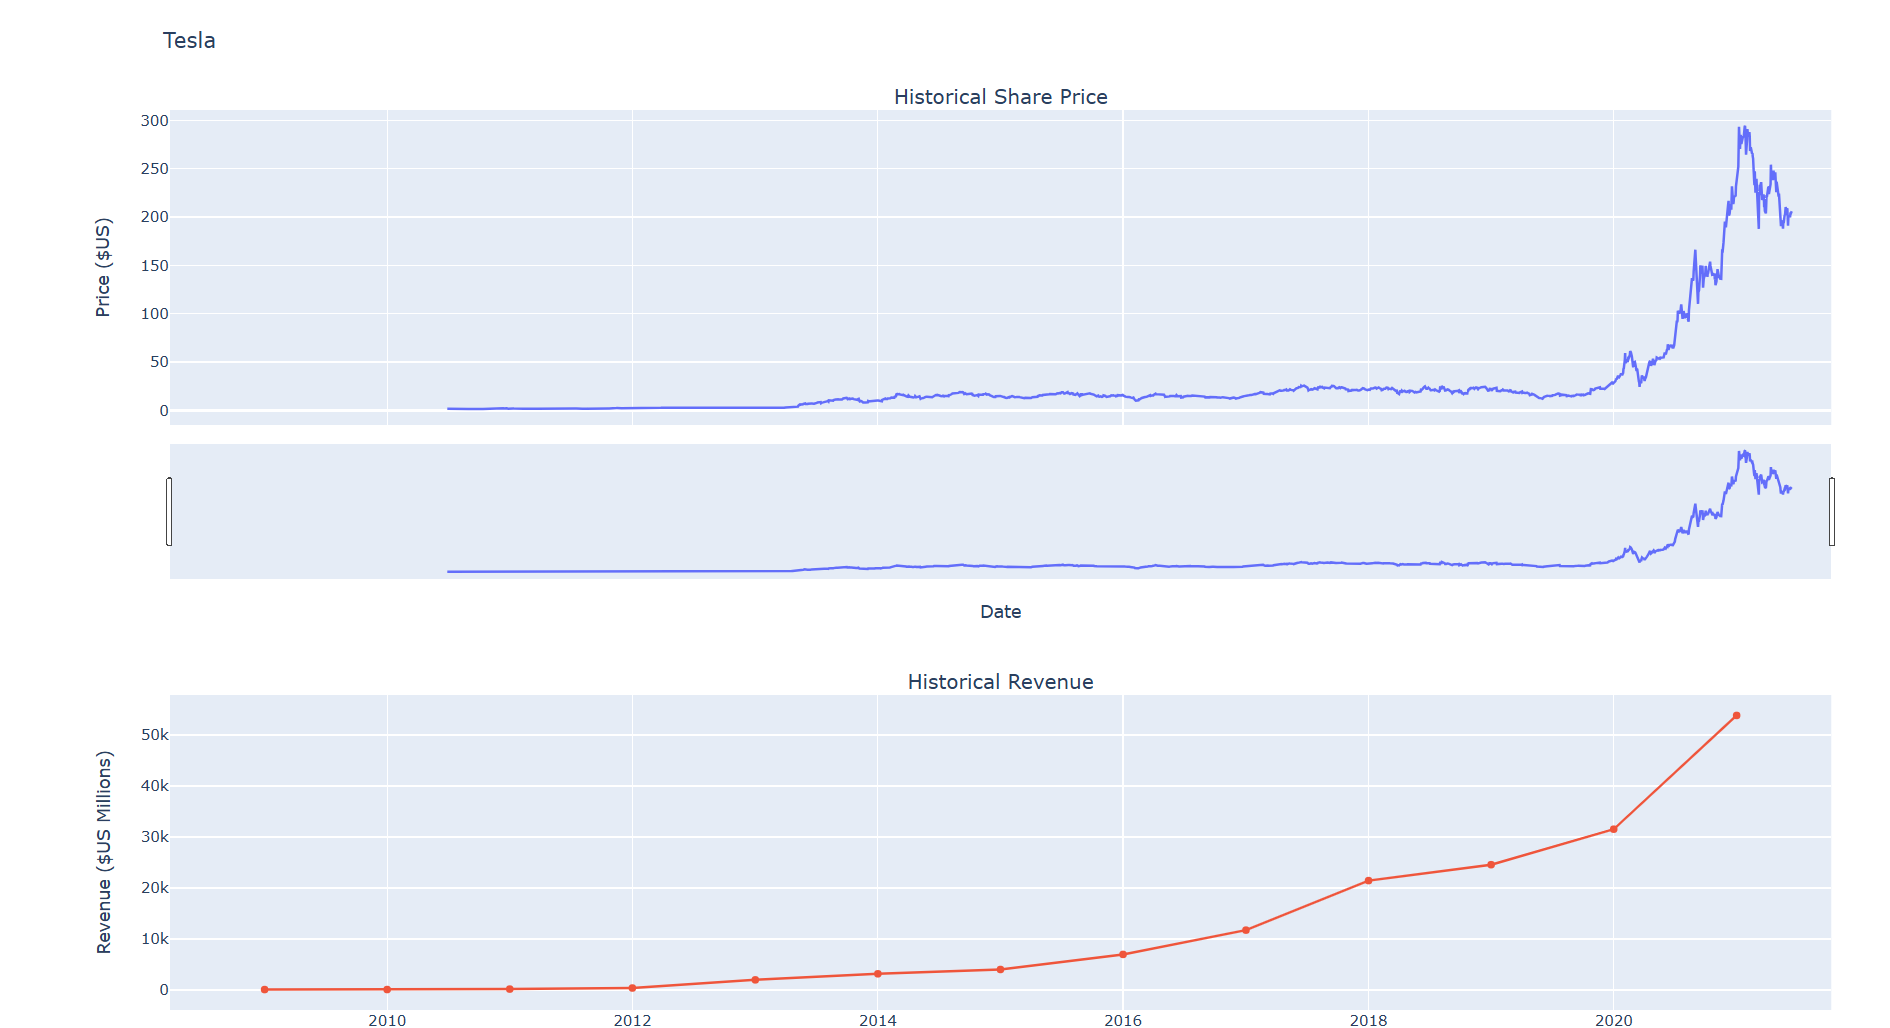 Tesla
Historical Share Price
Price ($US)
300
250
200
150
100
50
0
Date
Historical Revenue
Revenue ($US Millions)
50k
40k
30k
20k
10k
0
2010 2012 2014 2016 2018 2020